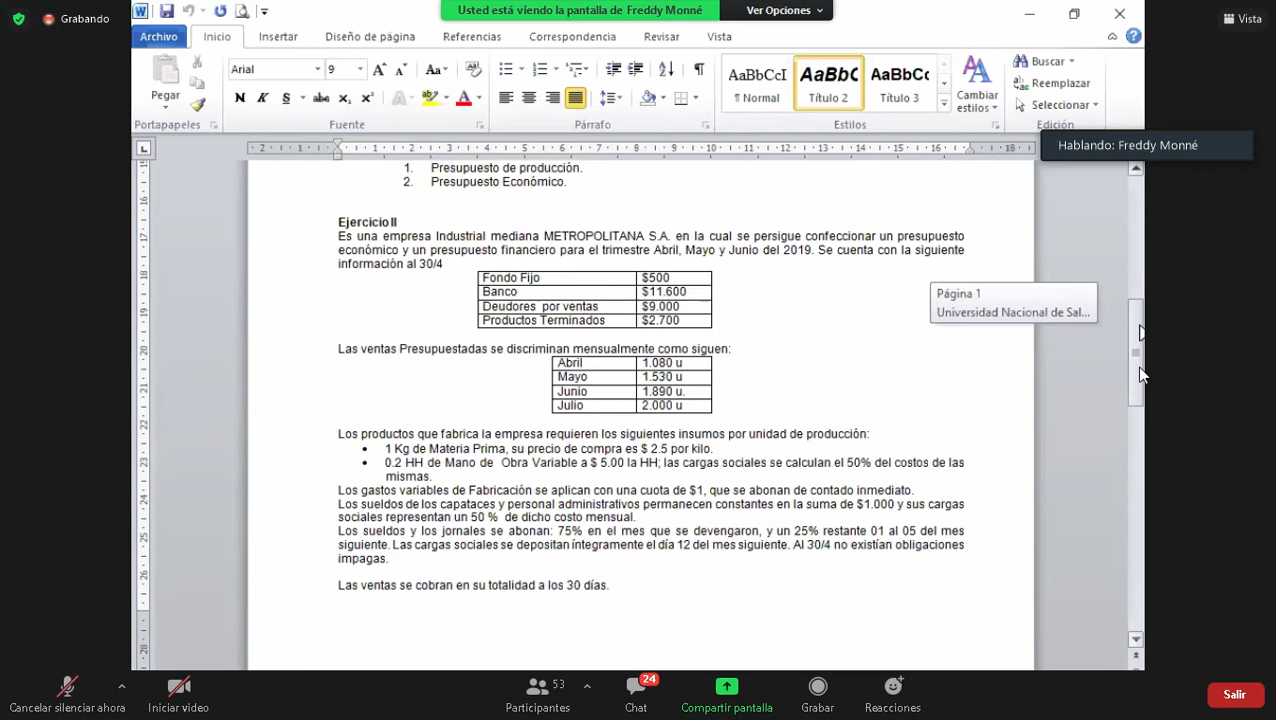 Grabando
Usted está viendo la pantalla de Freddy Monné
Ver Opciones
Vista
Archivo
Inicio
Insertar
Diseño de página
Referencias
Correspondencia
Revisar
Vista
Pegar
Portapapeles
Arial
9
Fuente
Párrafo
AaBbCcI
¶ Normal
AaBbC
Título 2
AaBbCc
Título 3
Cambiar
estilos
Estilos
Buscar
Reemplazar
Seleccionar
Edición
Hablando: Freddy Monné
1. Presupuesto de producción.
2. Presupuesto Económico.
Ejercicio II
Es una empresa Industrial mediana METROPOLITANA S.A. en la cual se persigue confeccionar un presupuesto
económico y un presupuesto financiero para el trimestre Abril, Mayo y Junio del 2019. Se cuenta con la siguiente
información al 30/4
Fondo Fijo $500
Banco $11.600
Deudores por ventas $9.000
Productos Terminados $2.700
Página 1
Universidad Nacional de Sal...
Las ventas Presupuestadas se discriminan mensualmente como siguen:
Abril 1.080 u
Mayo 1.530 u
Junio 1.890 u.
Julio 2.000 u
Los productos que fabrica la empresa requieren los siguientes insumos por unidad de producción:
• 1 Kg de Materia Prima, su precio de compra es $ 2.5 por kilo.
• 0.2 HH de Mano de Obra Variable a $ 5.00 la HH; las cargas sociales se calculan el 50% del costos de las
mismas.
Los gastos variables de Fabricación se aplican con una cuota de $1, que se abonan de contado inmediato.
Los sueldos de los capataces y personal administrativos permanecen constantes en la suma de $1.000 y sus cargas
sociales representan un 50 % de dicho costo mensual.
Los sueldos y los jornales se abonan: 75% en el mes que se devengaron, y un 25% restante 01 al 05 del mes
siguiente. Las cargas sociales se depositan íntegramente el día 12 del mes siguiente. Al 30/4 no existían obligaciones
impagas.
Las ventas se cobran en su totalidad a los 30 días.
Cancelar silenciar ahora
Iniciar video
53
Participantes
24
Chat
Compartir pantalla
Grabar
Reacciones
Salir